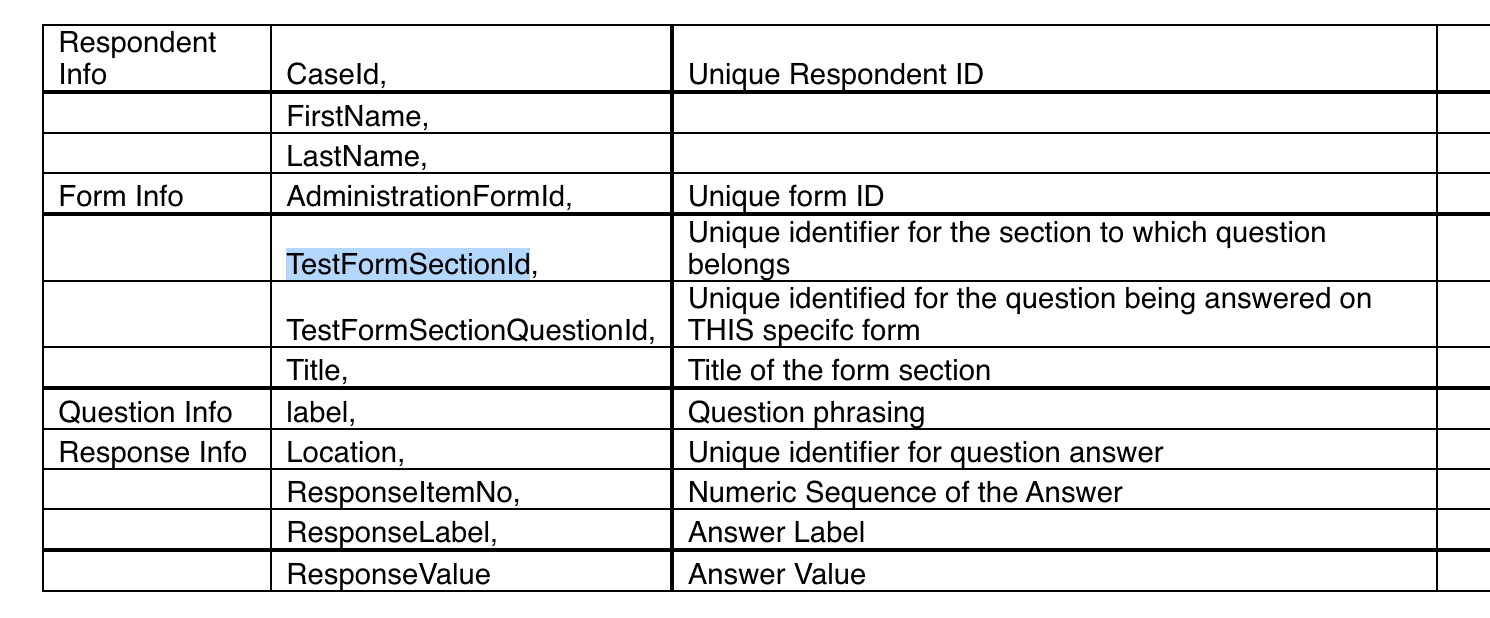 Respondent
Info CaseId, Unique Respondent ID
FirstName,
LastName,
Form Info AdministrationFormId, Unique form ID
Unique identifier for the section to which question
TestFormSectionId, belongs
Unique identified for the question being answered on
TestFormSectionQuestionId, THIS specifc form
Title, Title of the form section
Question Info label, Question phrasing
Response Info Location, Unique identifier for question answer
ResponseItemNo, Numeric Sequence of the Answer
ResponseLabel, Answer Label
ResponseValue Answer Value